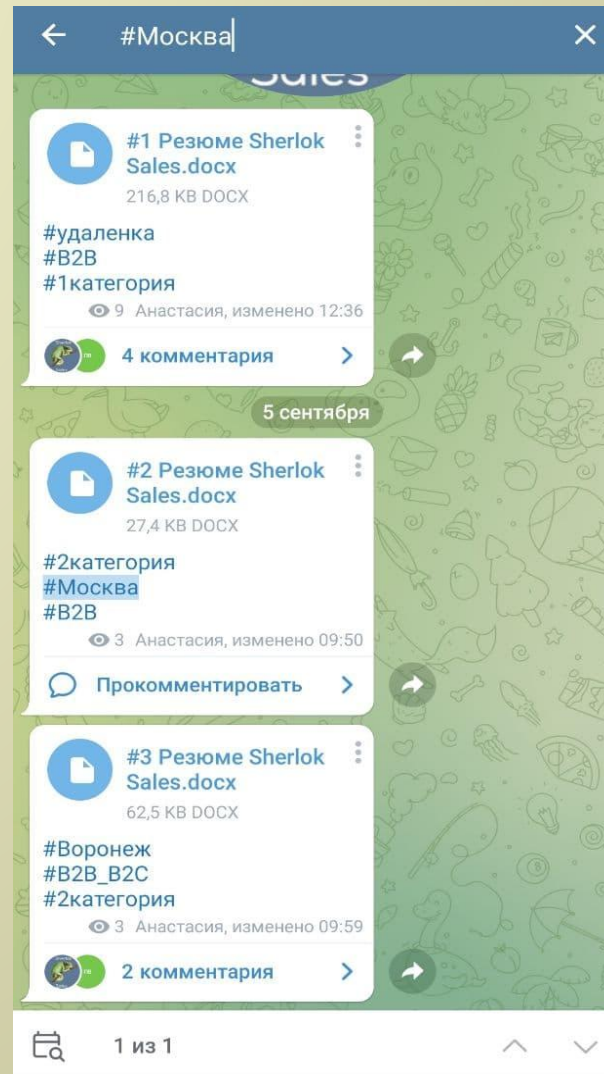 #Москва
Sales
#1 Резюме Sherlok
Sales.docx
216,8 KB DOCX
#удаленка
#B2B
#1категория
9 Анастасия, изменено 12:36
4 комментария
5 сентября
#2 Резюме Sherlok
Sales.docx
27,4 KB DOCX
#2категория
#Москва
#B2B
3 Анастасия, изменено 09:50
Прокомментировать
#3 Резюме Sherlok
Sales.docx
62,5 KB DOCX
#Воронеж
#B2B_B2C
#2категория
3 Анастасия, изменено 09:59
2 комментария
1 из 1